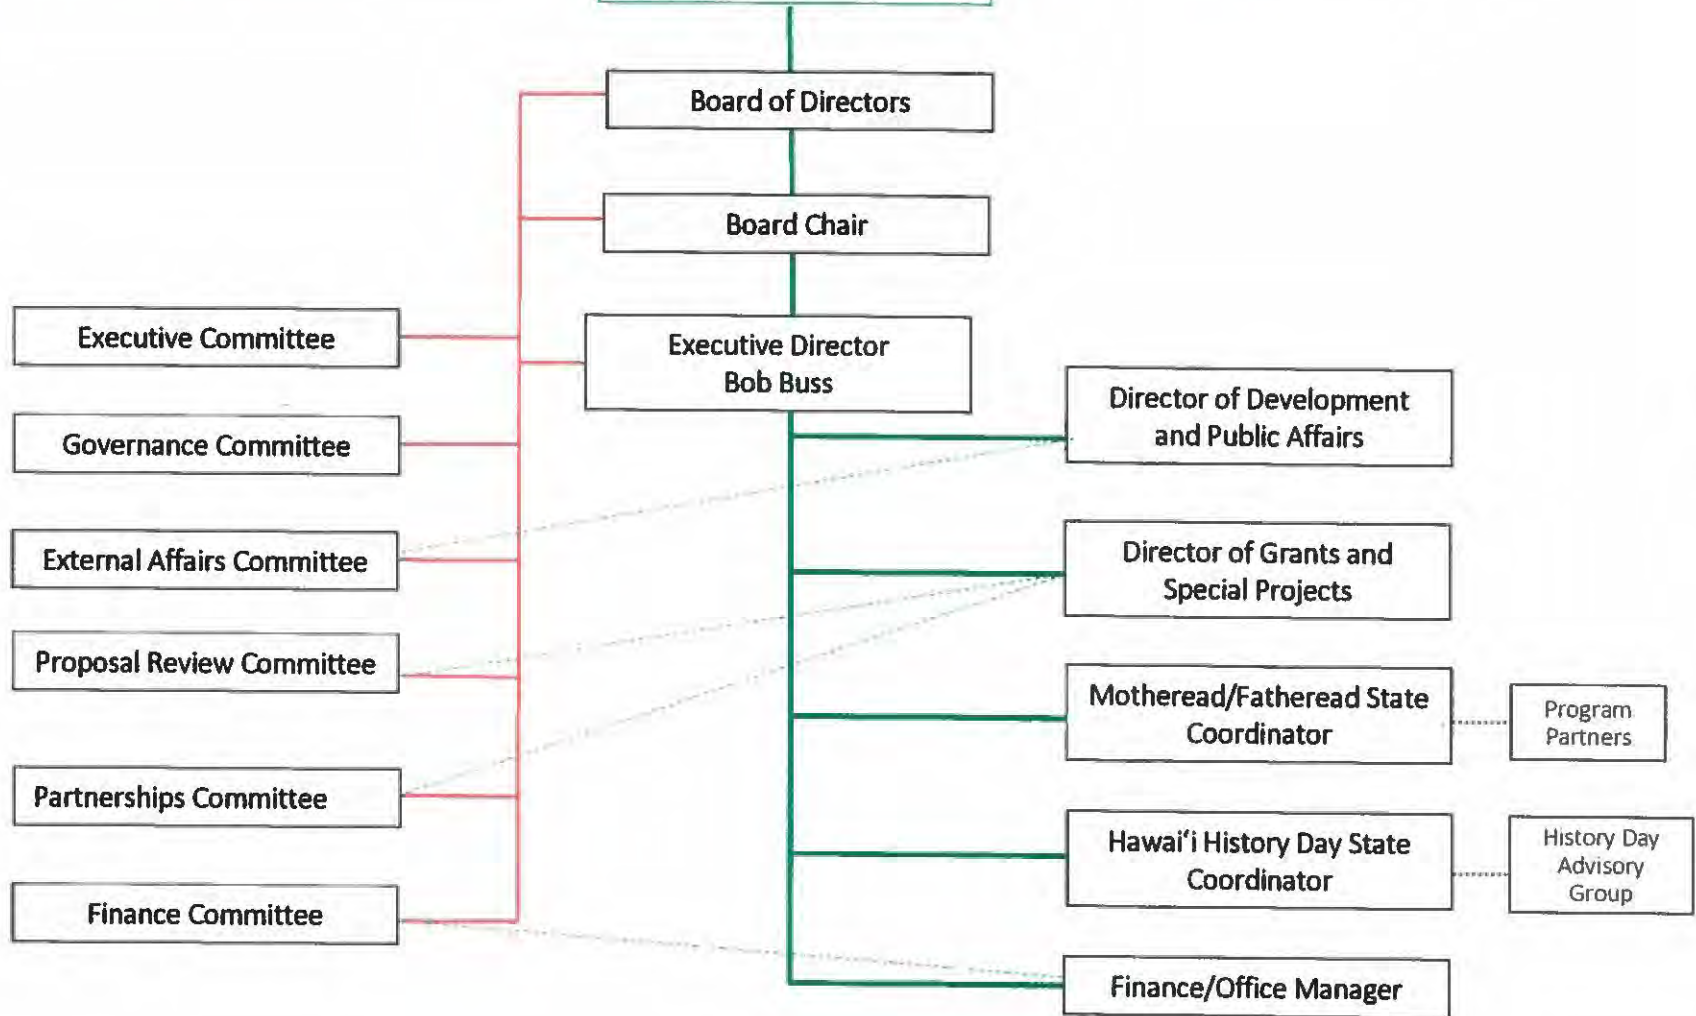 Board of Directors
Board Chair
Executive Director
Bob Buss
Executive Committee
Governance Committee
External Affairs Committee
Proposal Review Committee
Partnerships Committee
Finance Committee
Director of Development
and Public Affairs
Director of Grants and
Special Projects
Motheread/Fatheread State
Coordinator
Program
Partners
Hawaiʻi History Day State
Coordinator
History Day
Advisory
Group
Finance/Office Manager